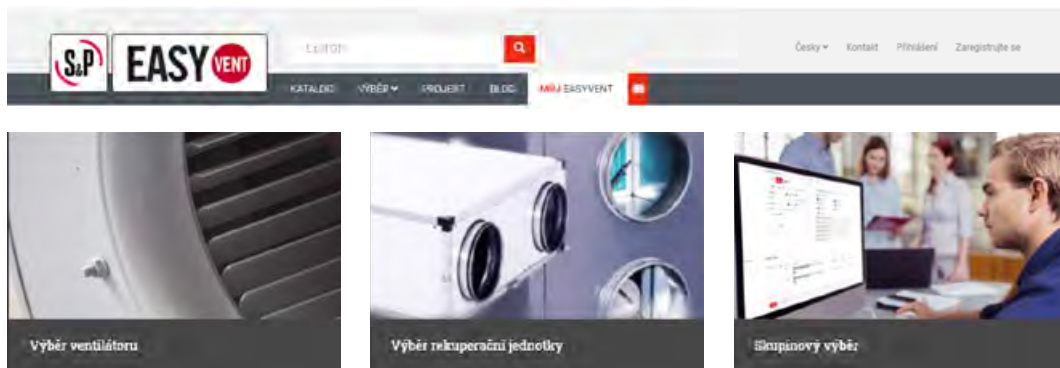 S&P EASY VENT
Česky Kontakt Přihlášení Zaregistrujte se
KATALOG VÝBĚR PROJEKT BLOG MŮJ EASYVENT
Výběr ventilátoru
Výběr rekuperační jednotky
Skupinový výběr